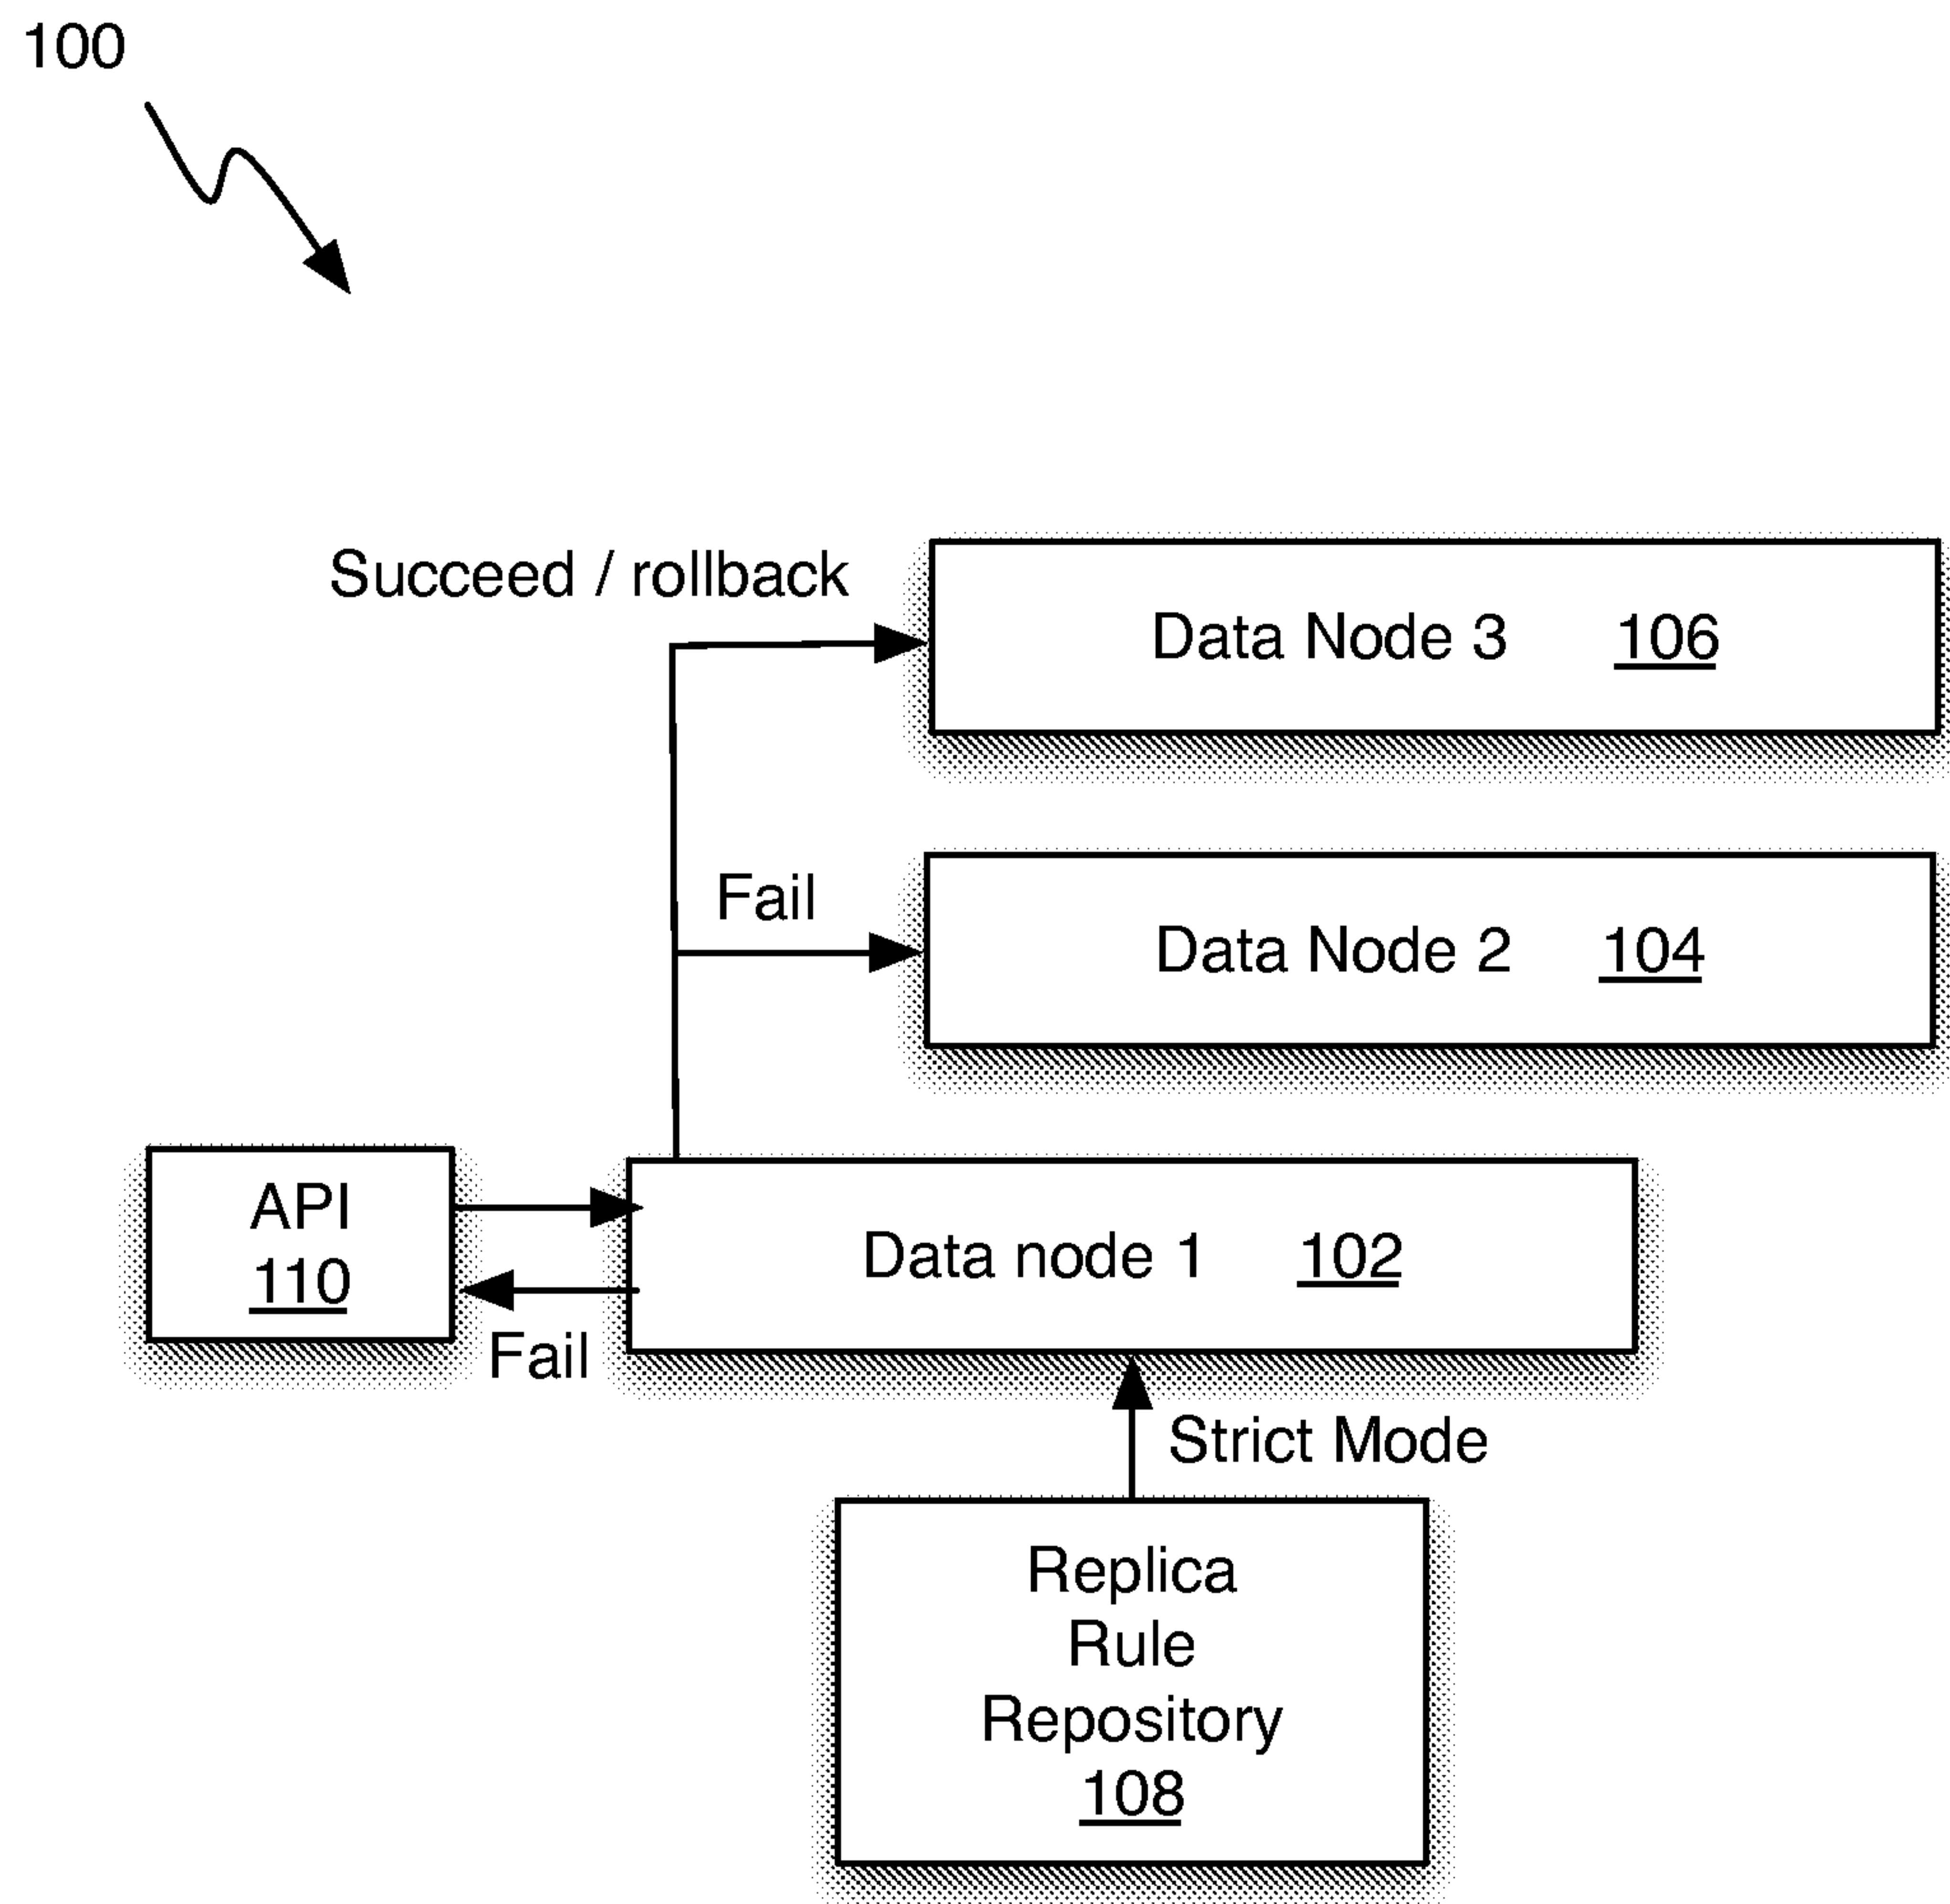 100
Succeed / rollback
Data Node 3 106
Fail
Data Node 2 104
API
110
Data node 1 102
Fail
Strict Mode
Replica
Rule
Repository
108